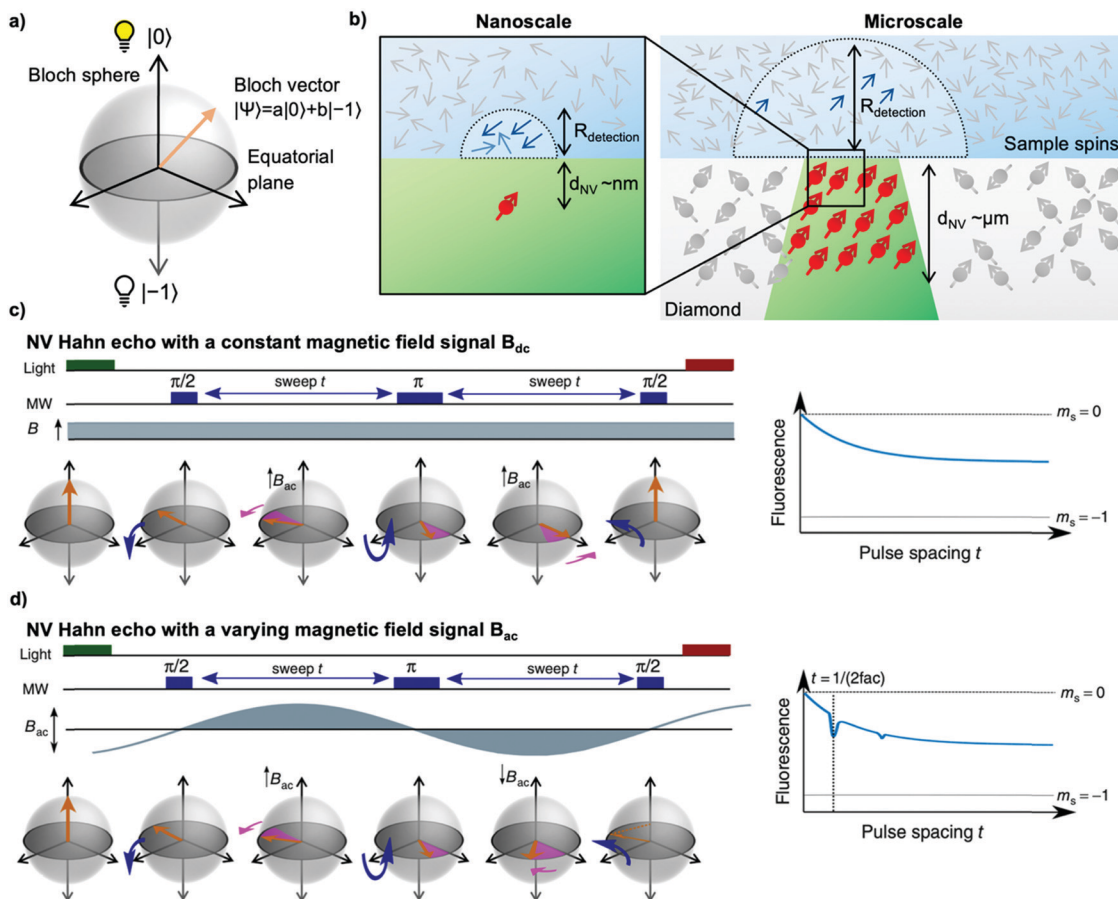 a)
|0⟩
Bloch sphere
Bloch vector
|Ψ⟩=a|0⟩+b|−1⟩
Equatorial
plane
|−1⟩
b)
Nanoscale
Microscale
R_detection
d_NV ~nm
R_detection
Sample spins
d_NV ~μm
Diamond
c)
NV Hahn echo with a constant magnetic field signal B_dc
Light
π/2
sweep t
π
sweep t
π/2
MW
B
B_ac
B_ac
Fluorescence
m_s = 0
m_s = −1
Pulse spacing t
d)
NV Hahn echo with a varying magnetic field signal B_ac
Light
π/2
sweep t
π
sweep t
π/2
MW
B_ac
B_ac
B_ac
Fluorescence
t = 1/(2fac)
m_s = 0
m_s = −1
Pulse spacing t